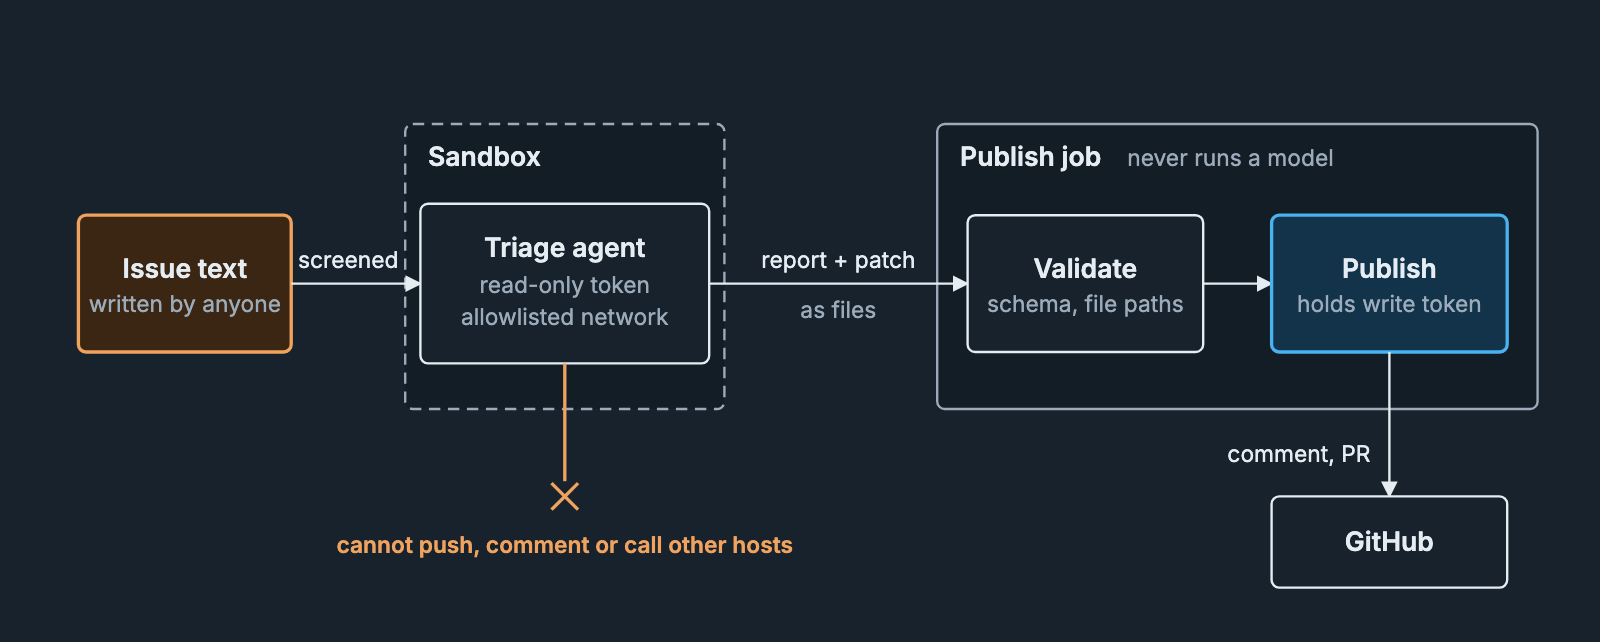 Sandbox
Publish job never runs a model
Issue text
written by anyone
screened
Triage agent
read-only token
allowlisted network
report + patch
as files
Validate
schema, file paths
Publish
holds write token
cannot push, comment or call other hosts
comment, PR
GitHub